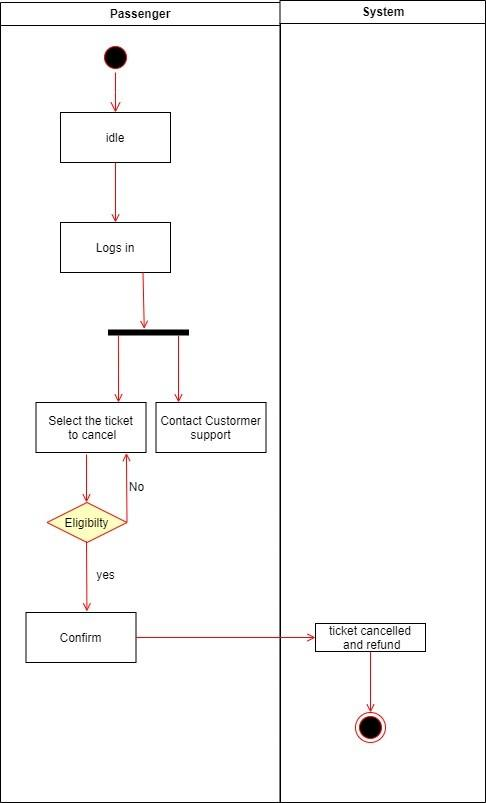 Passenger
System
idle
Logs in
Select the ticket
to cancel
Contact Custormer
support
No
Eligibilty
yes
Confirm
ticket cancelled
and refund